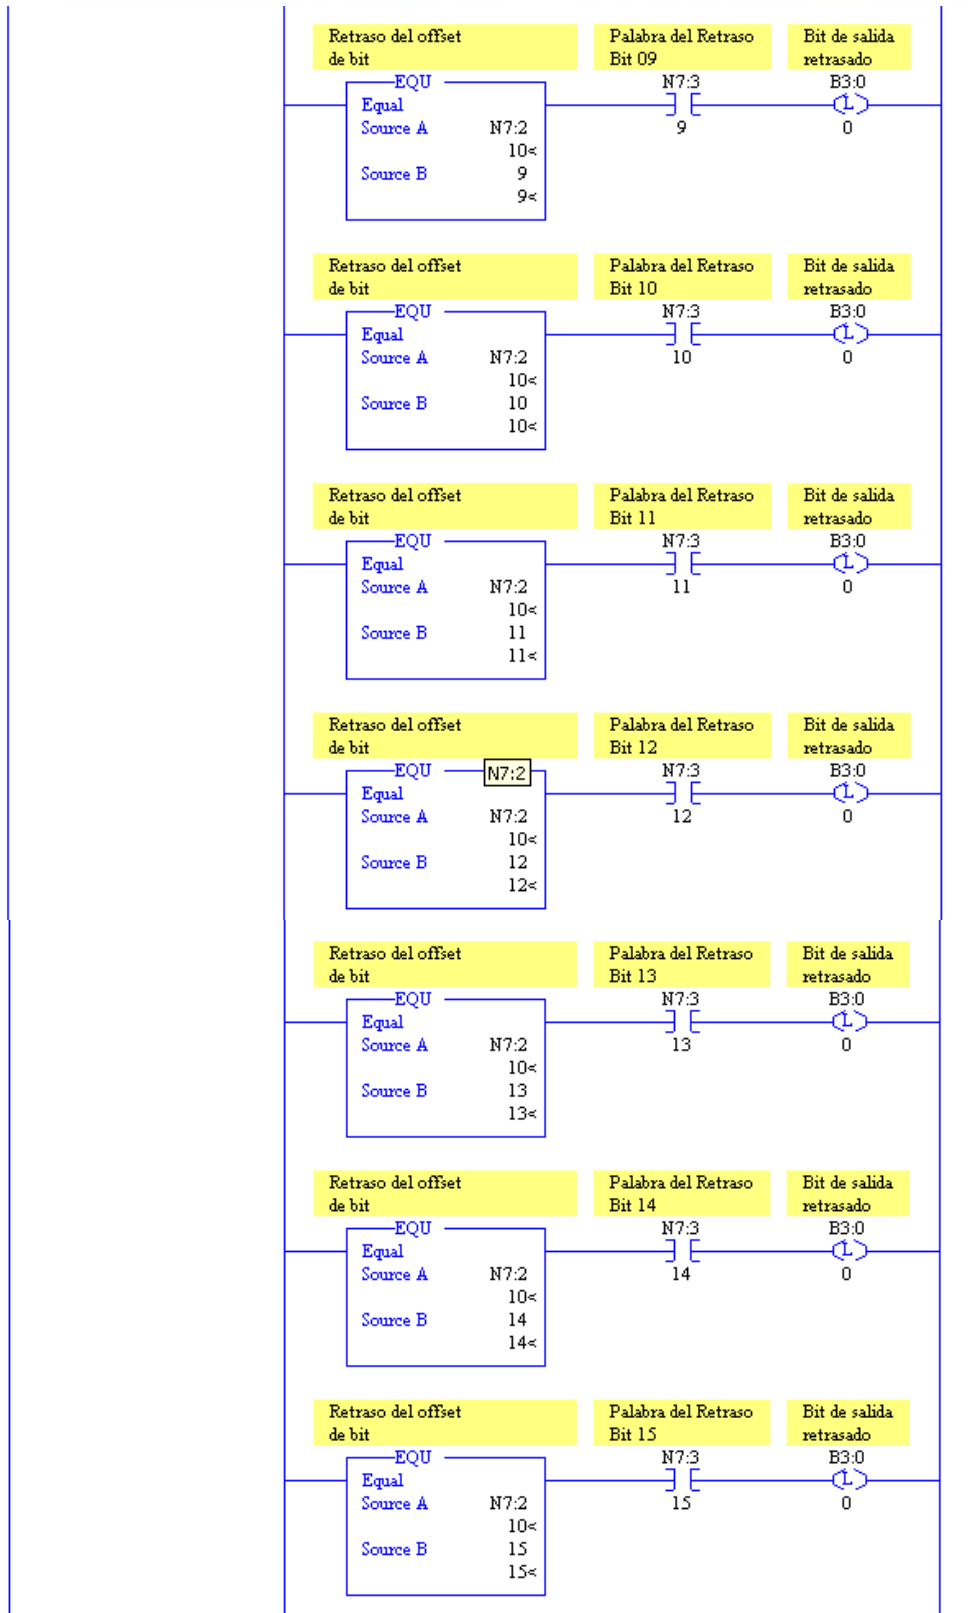 Retraso del offset Palabra del Retraso Bit de salida
de bit Bit 09 retrasado
EQU N7:3 B3:0
Equal L
Source A N7:2 9 0
10<
Source B 9
9<
Retraso del offset Palabra del Retraso Bit de salida
de bit Bit 10 retrasado
EQU N7:3 B3:0
Equal L
Source A N7:2 10 0
10<
Source B 10
10<
Retraso del offset Palabra del Retraso Bit de salida
de bit Bit 11 retrasado
EQU N7:3 B3:0
Equal L
Source A N7:2 11 0
10<
Source B 11
11<
Retraso del offset Palabra del Retraso Bit de salida
de bit Bit 12 retrasado
EQU N7:2 N7:3 B3:0
Equal L
Source A N7:2 12 0
10<
Source B 12
12<
Retraso del offset Palabra del Retraso Bit de salida
de bit Bit 13 retrasado
EQU N7:3 B3:0
Equal L
Source A N7:2 13 0
10<
Source B 13
13<
Retraso del offset Palabra del Retraso Bit de salida
de bit Bit 14 retrasado
EQU N7:3 B3:0
Equal L
Source A N7:2 14 0
10<
Source B 14
14<
Retraso del offset Palabra del Retraso Bit de salida
de bit Bit 15 retrasado
EQU N7:3 B3:0
Equal L
Source A N7:2 15 0
10<
Source B 15
15<